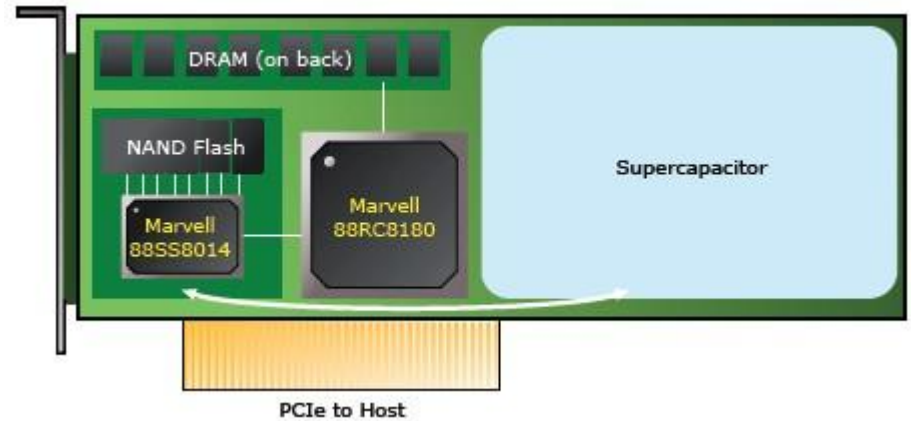 DRAM (on back)
NAND Flash
Marvell
88SS8014
Marvell
88RC8180
Supercapacitor
PCIe to Host